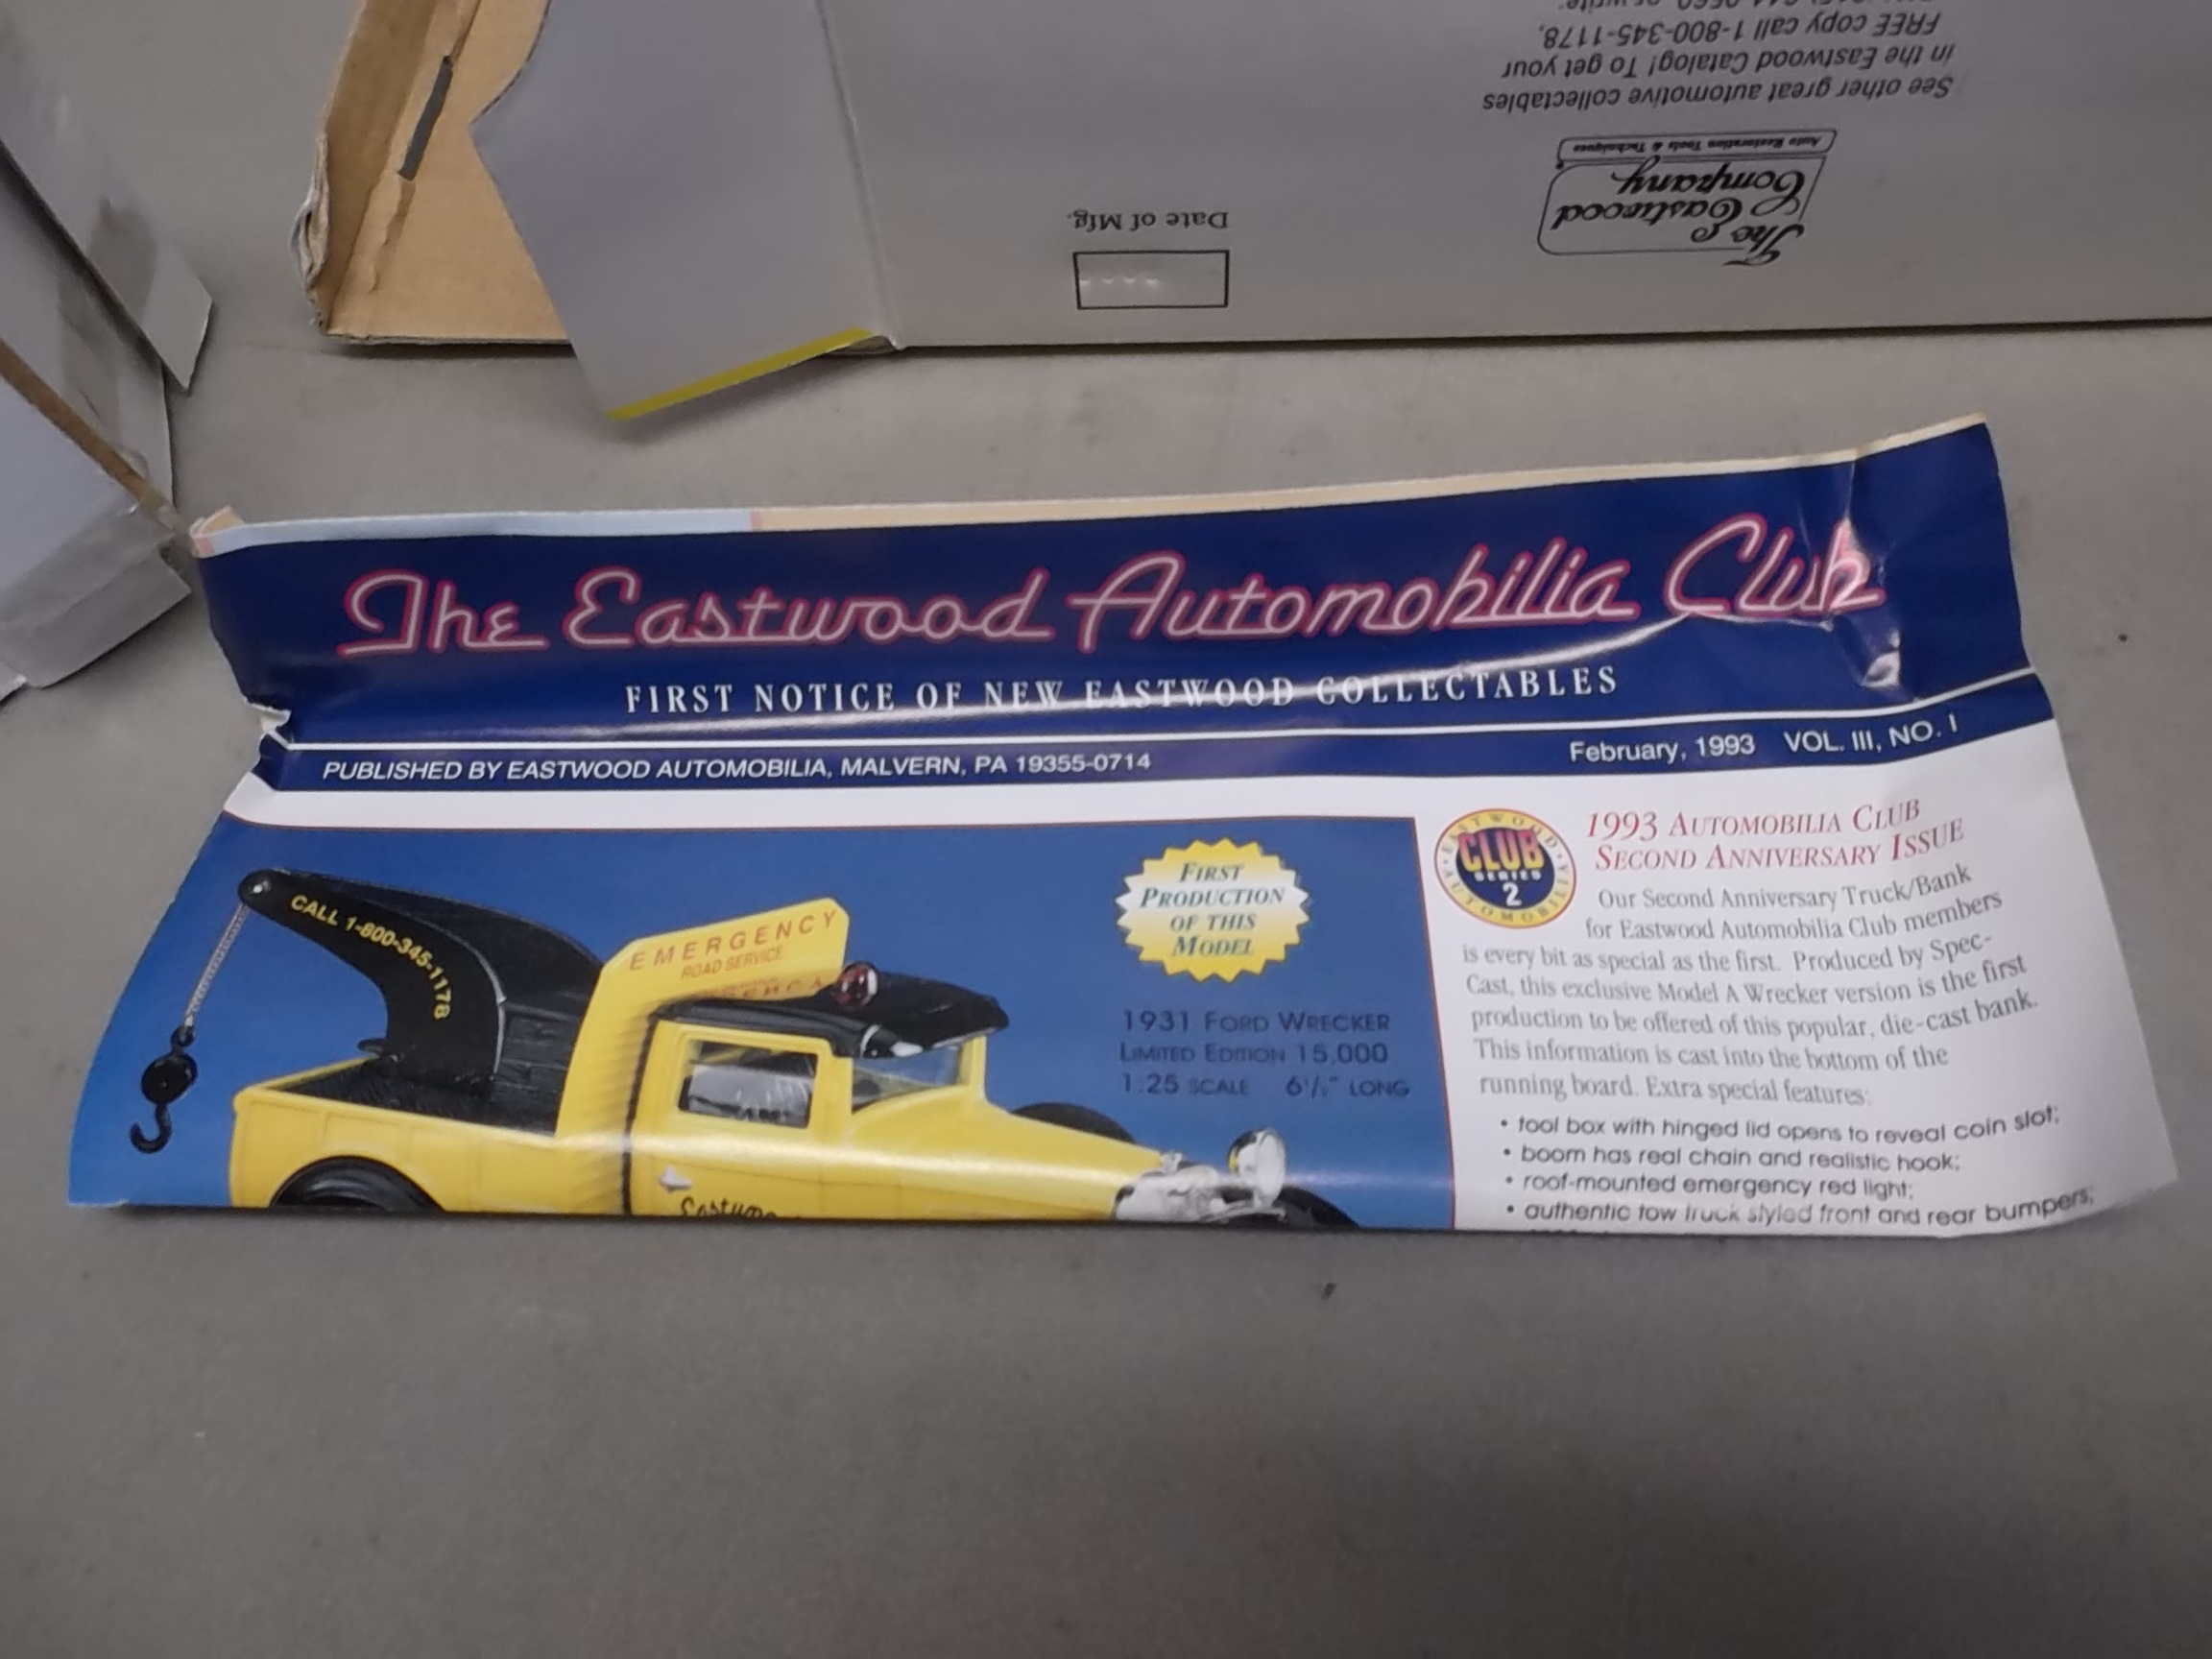 FREE copy call 1-800-345-1178,
in the Eastwood Catalog! To get your
See other great automotive collectables
Auto Restoration Tools & Techniques
The
Eastwood
Company
Date of Mfg.
The Eastwood Automobilia Club
FIRST NOTICE OF NEW EASTWOOD COLLECTABLES
PUBLISHED BY EASTWOOD AUTOMOBILIA, MALVERN, PA 19355-0714
February, 1993 VOL. III, NO. I
CALL 1-800-345-1178
EMERGENCY
ROAD SERVICE
FIRST
PRODUCTION
OF THIS
MODEL
1931 FORD WRECKER
LIMITED EDITION 15,000
1:25 SCALE 6½" LONG
EASTWOOD
CLUB
SERIES
2
AUTOMOBILIA
1993 AUTOMOBILIA CLUB
SECOND ANNIVERSARY ISSUE
Our Second Anniversary Truck/Bank
for Eastwood Automobilia Club members
is every bit as special as the first. Produced by Spec-
Cast, this exclusive Model A Wrecker version is the first
production to be offered of this popular, die-cast bank.
This information is cast into the bottom of the
running board. Extra special features:
• tool box with hinged lid opens to reveal coin slot;
• boom has real chain and realistic hook;
• roof-mounted emergency red light;
• authentic tow truck styled front and rear bumpers;